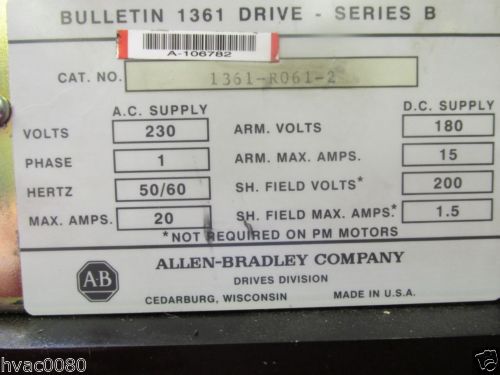 BULLETIN 1361 DRIVE - SERIES B
A-106782
CAT. NO. 1361-R061-2
A.C. SUPPLY D.C. SUPPLY
VOLTS 230 ARM. VOLTS 180
PHASE 1 ARM. MAX. AMPS. 15
HERTZ 50/60 SH. FIELD VOLTS* 200
MAX. AMPS. 20 SH. FIELD MAX. AMPS.* 1.5
*NOT REQUIRED ON PM MOTORS
AB ALLEN-BRADLEY COMPANY
DRIVES DIVISION
CEDARBURG, WISCONSIN MADE IN U.S.A.
hvac0080 hvac0080